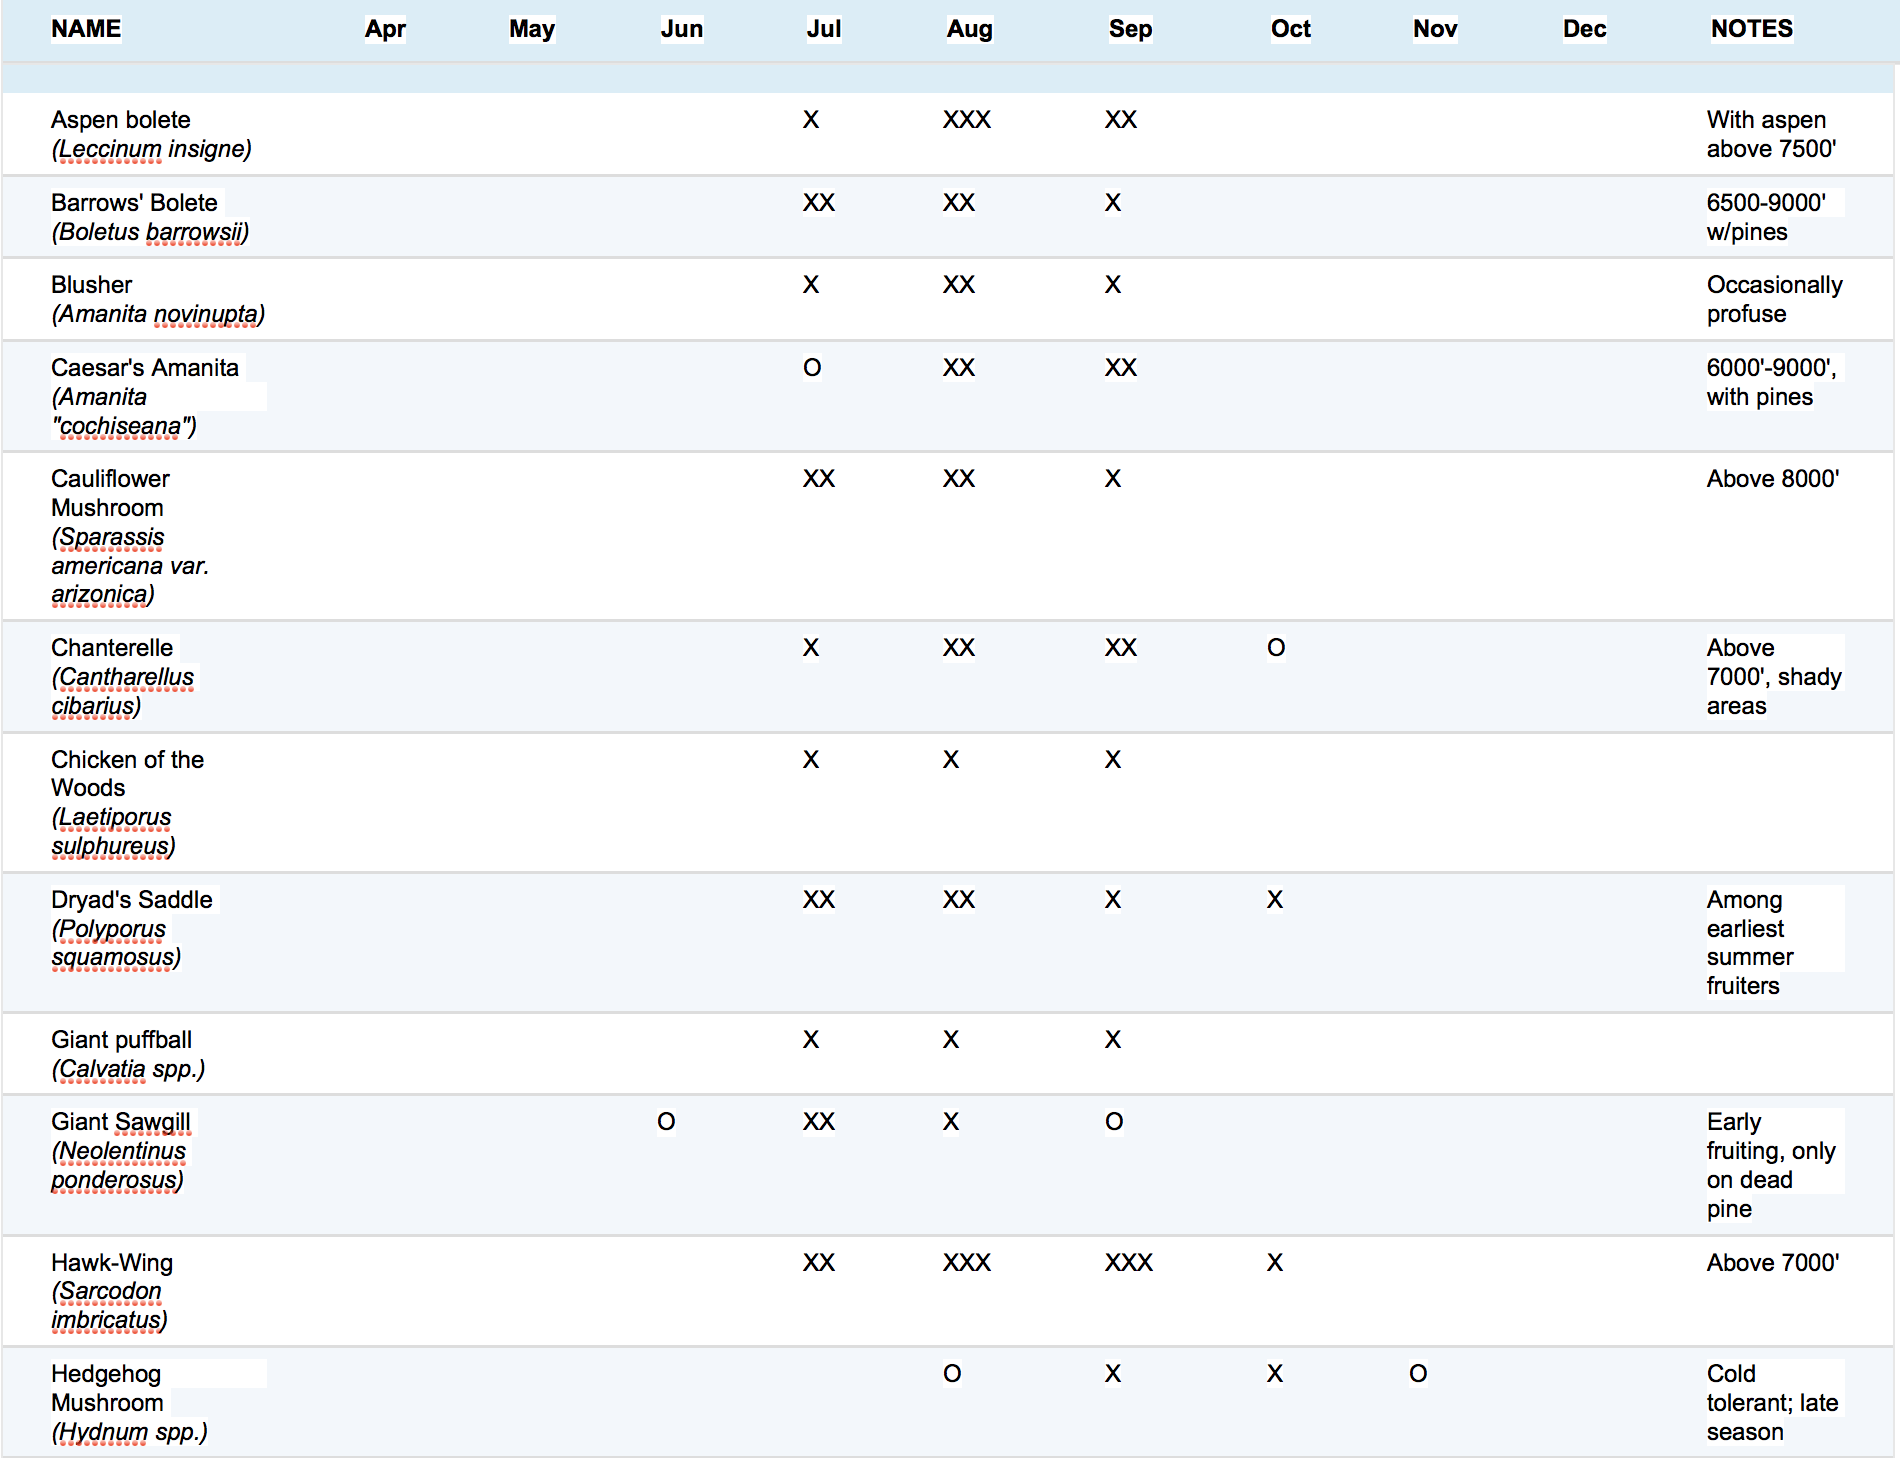 NAME Apr May Jun Jul Aug Sep Oct Nov Dec NOTES
Aspen bolete X XXX XX With aspen
(Leccinum insigne) above 7500'
Barrows' Bolete XX XX X 6500-9000'
(Boletus barrowsii) w/pines
Blusher X XX X Occasionally
(Amanita novinupta) profuse
Caesar's Amanita O XX XX 6000'-9000',
(Amanita with pines
"cochiseana")
Cauliflower XX XX X Above 8000'
Mushroom
(Sparassis
americana var.
arizonica)
Chanterelle X XX XX O Above
(Cantharellus 7000', shady
cibarius) areas
Chicken of the X X X
Woods
(Laetiporus
sulphureus)
Dryad's Saddle XX XX X X Among
(Polyporus earliest
squamosus) summer
fruiters
Giant puffball X X X
(Calvatia spp.)
Giant Sawgill O XX X O Early
(Neolentinus fruiting, only
ponderosus) on dead
pine
Hawk-Wing XX XXX XXX X Above 7000'
(Sarcodon
imbricatus)
Hedgehog O X X O Cold
Mushroom tolerant; late
(Hydnum spp.) season